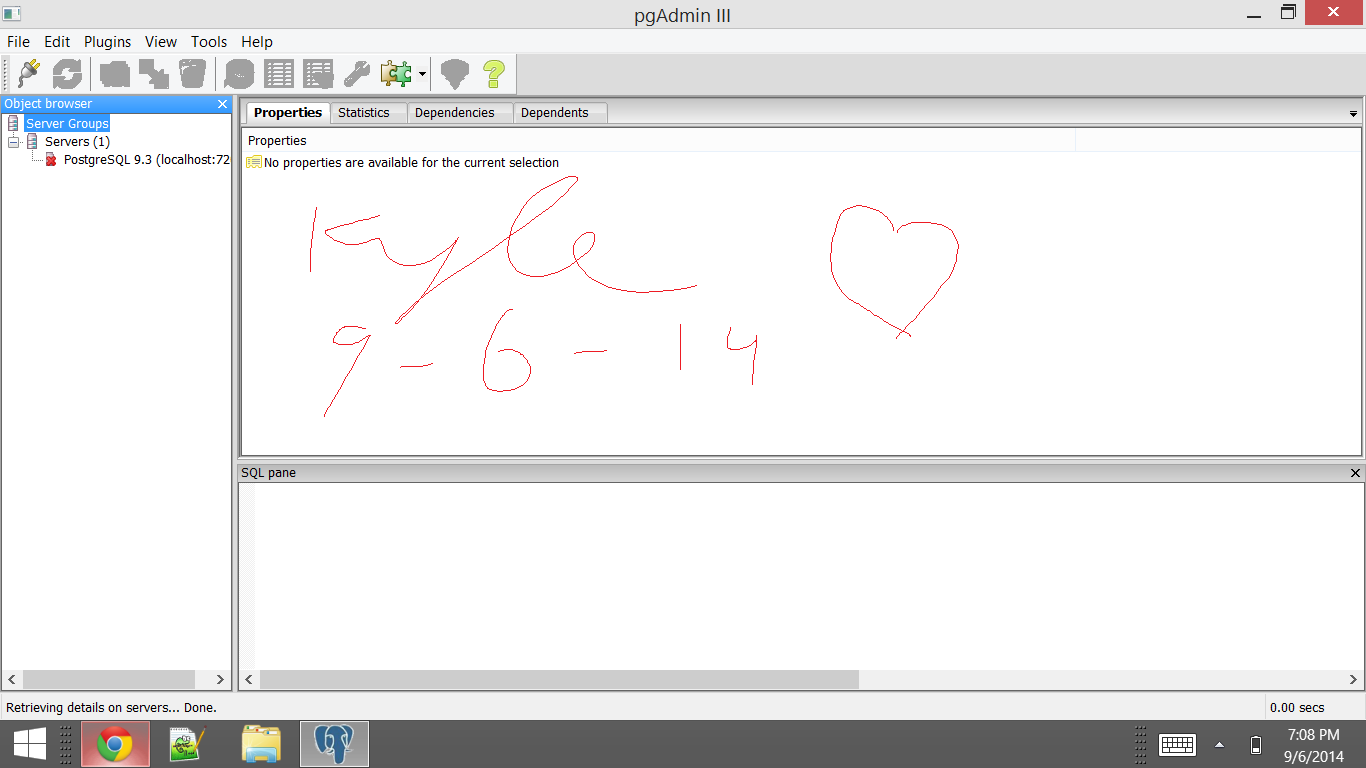 pgAdmin III
File Edit Plugins View Tools Help
Object browser
Server Groups
Servers (1)
PostgreSQL 9.3 (localhost:72
Properties Statistics Dependencies Dependents
Properties
No properties are available for the current selection
Kyle
9-6-14
SQL pane
Retrieving details on servers... Done.
0.00 secs
7:08 PM
9/6/2014